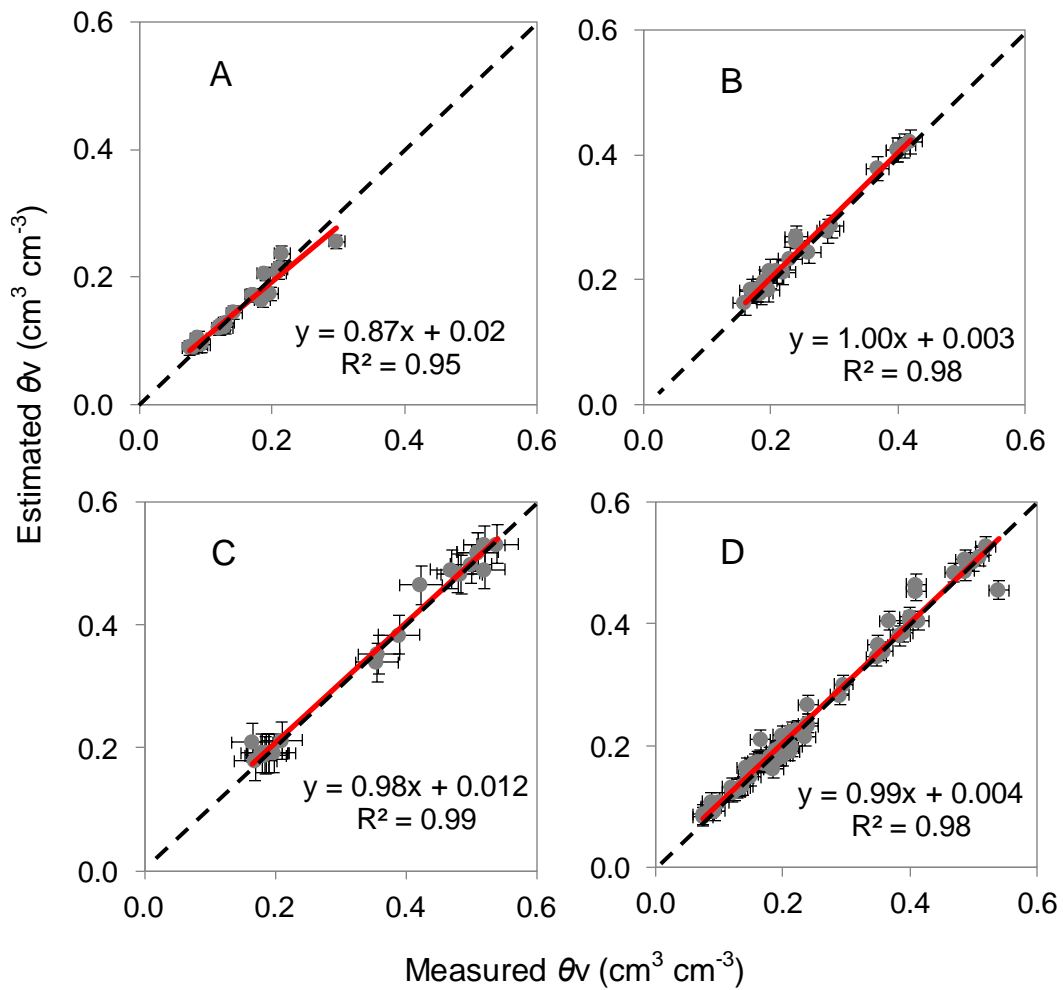 Estimated θv (cm³ cm⁻³)
0.6
0.4
0.2
0.0
A
y = 0.87x + 0.02
R² = 0.95
0.0 0.2 0.4 0.6
0.6
0.4
0.2
0.0
B
y = 1.00x + 0.003
R² = 0.98
0.0 0.2 0.4 0.6
0.6
0.4
0.2
0.0
C
y = 0.98x + 0.012
R² = 0.99
0.0 0.2 0.4 0.6
0.6
0.4
0.2
0.0
D
y = 0.99x + 0.004
R² = 0.98
0.0 0.2 0.4 0.6
Measured θv (cm³ cm⁻³)